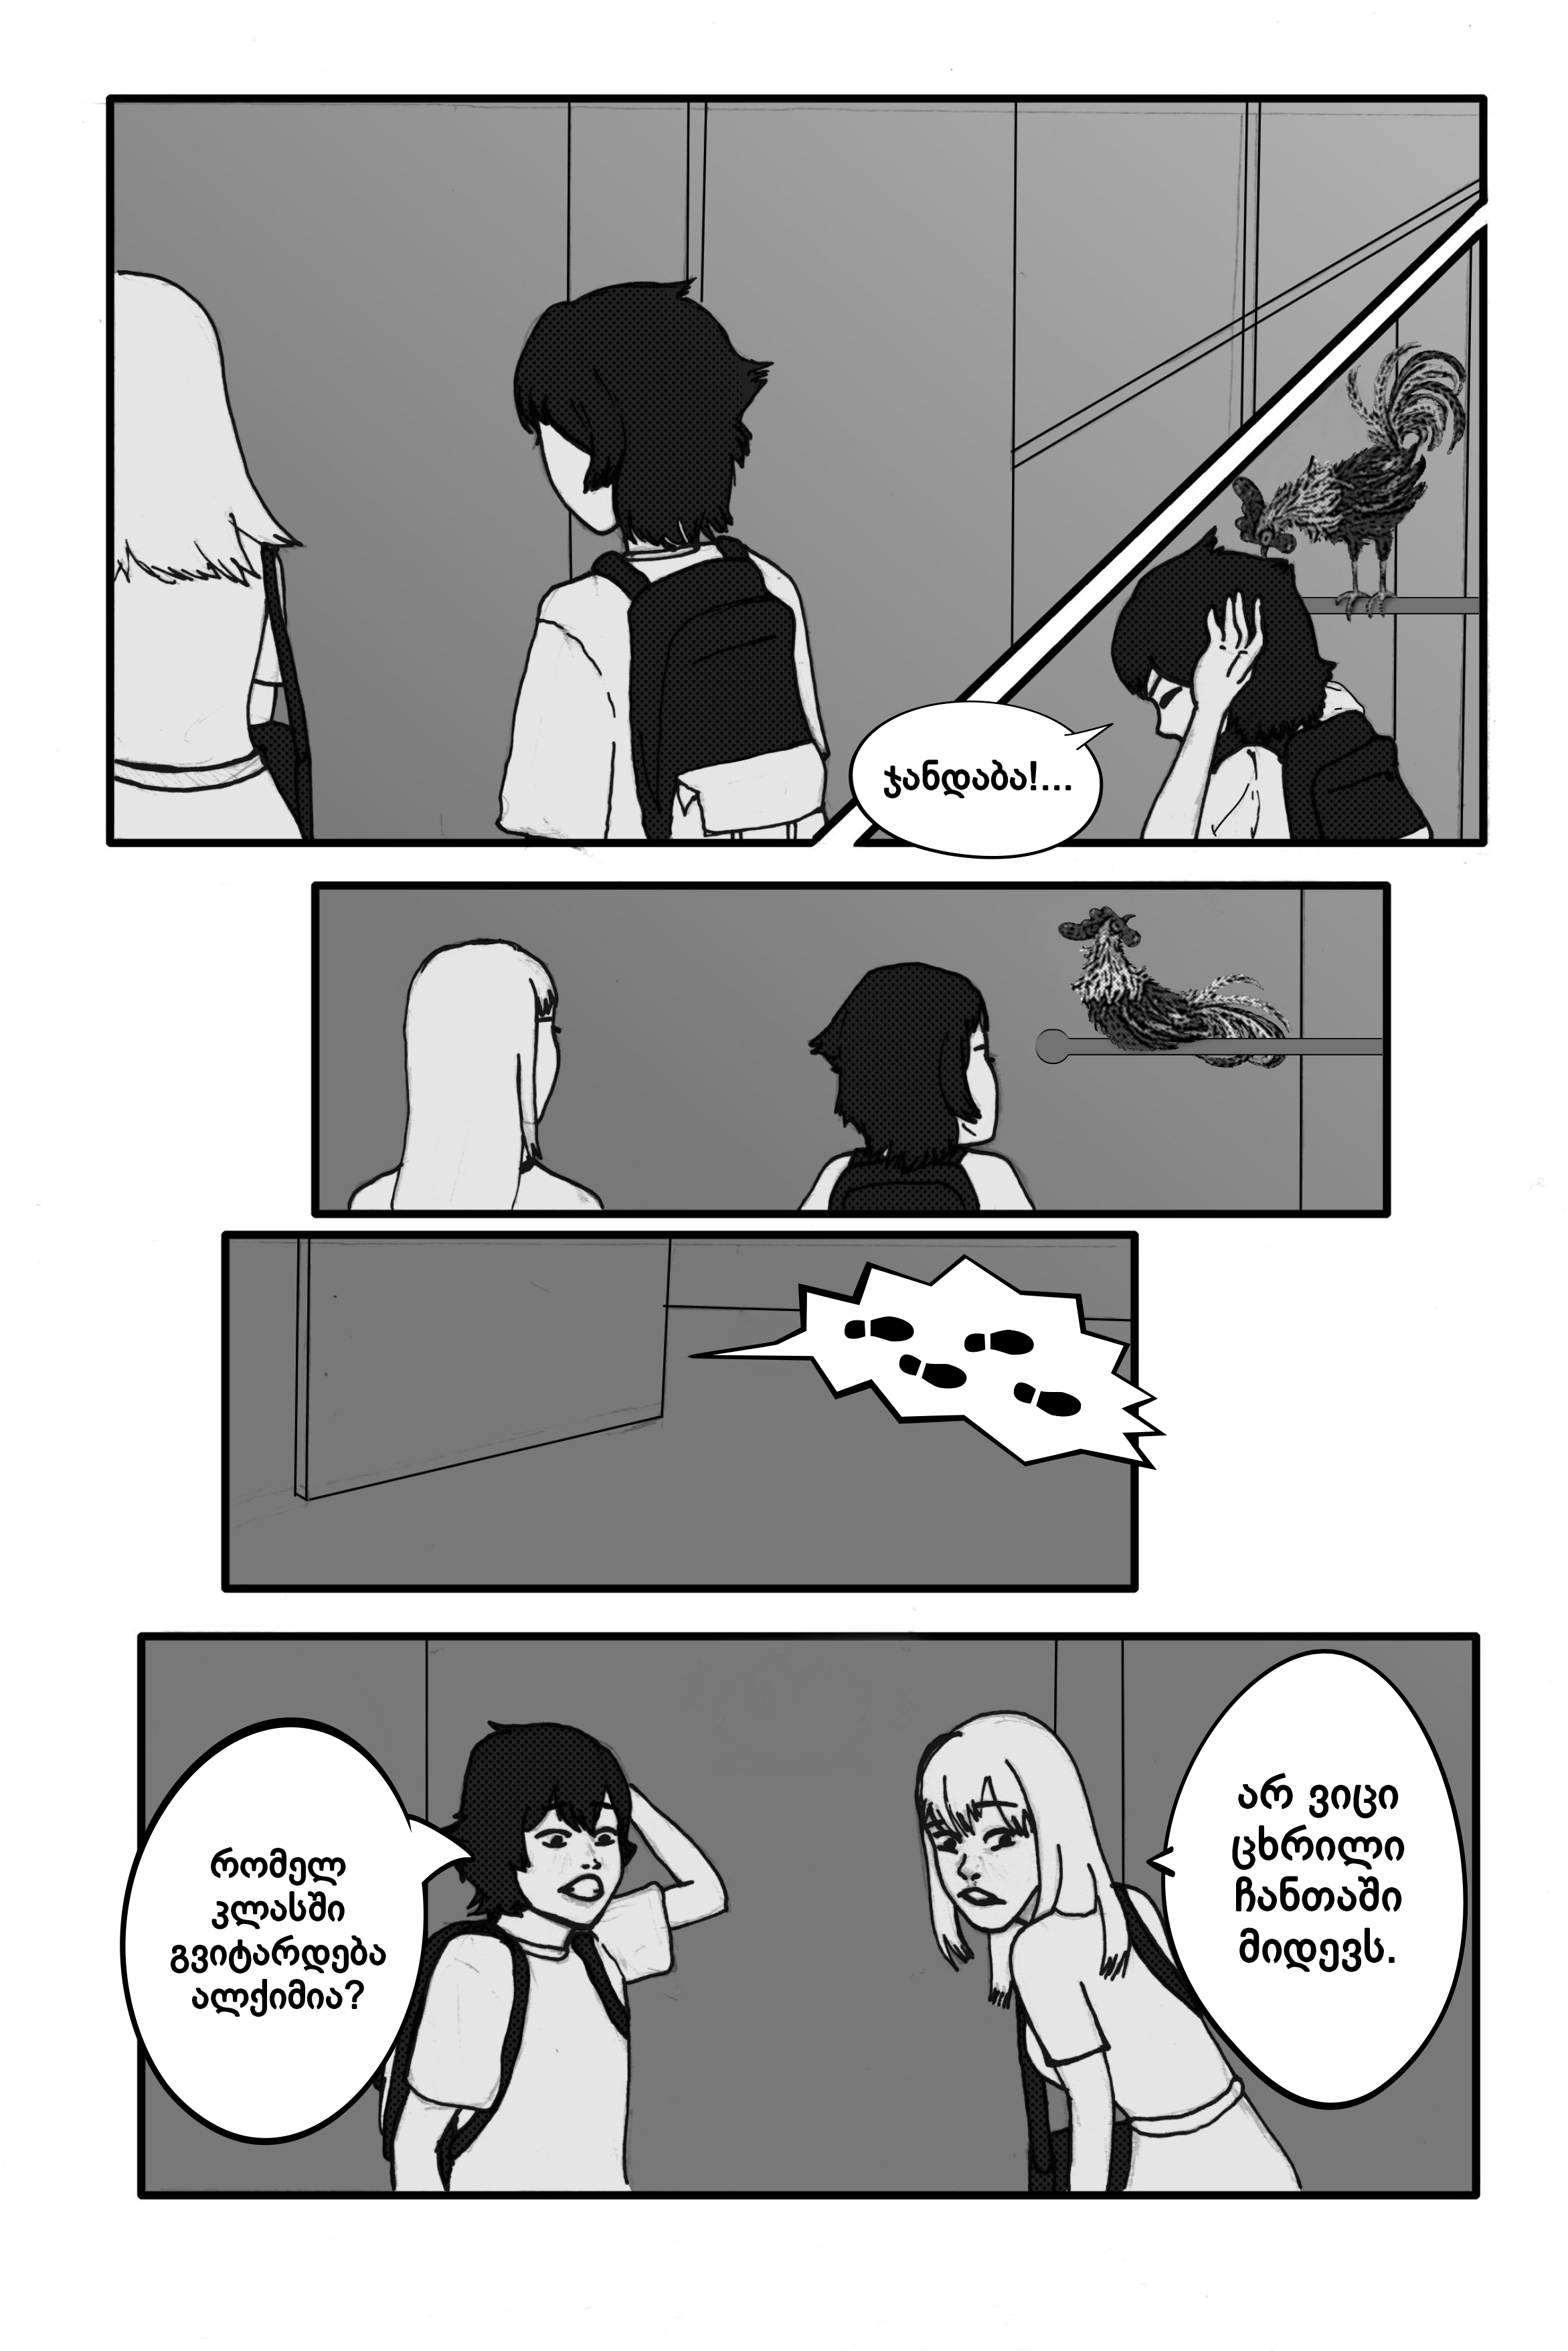 ჯანდაბა!...
რომელ
კლასში
გვიტარდება
ალქიმია?
არ ვიცი
ცხრილი
ჩანთაში
მიდევს.